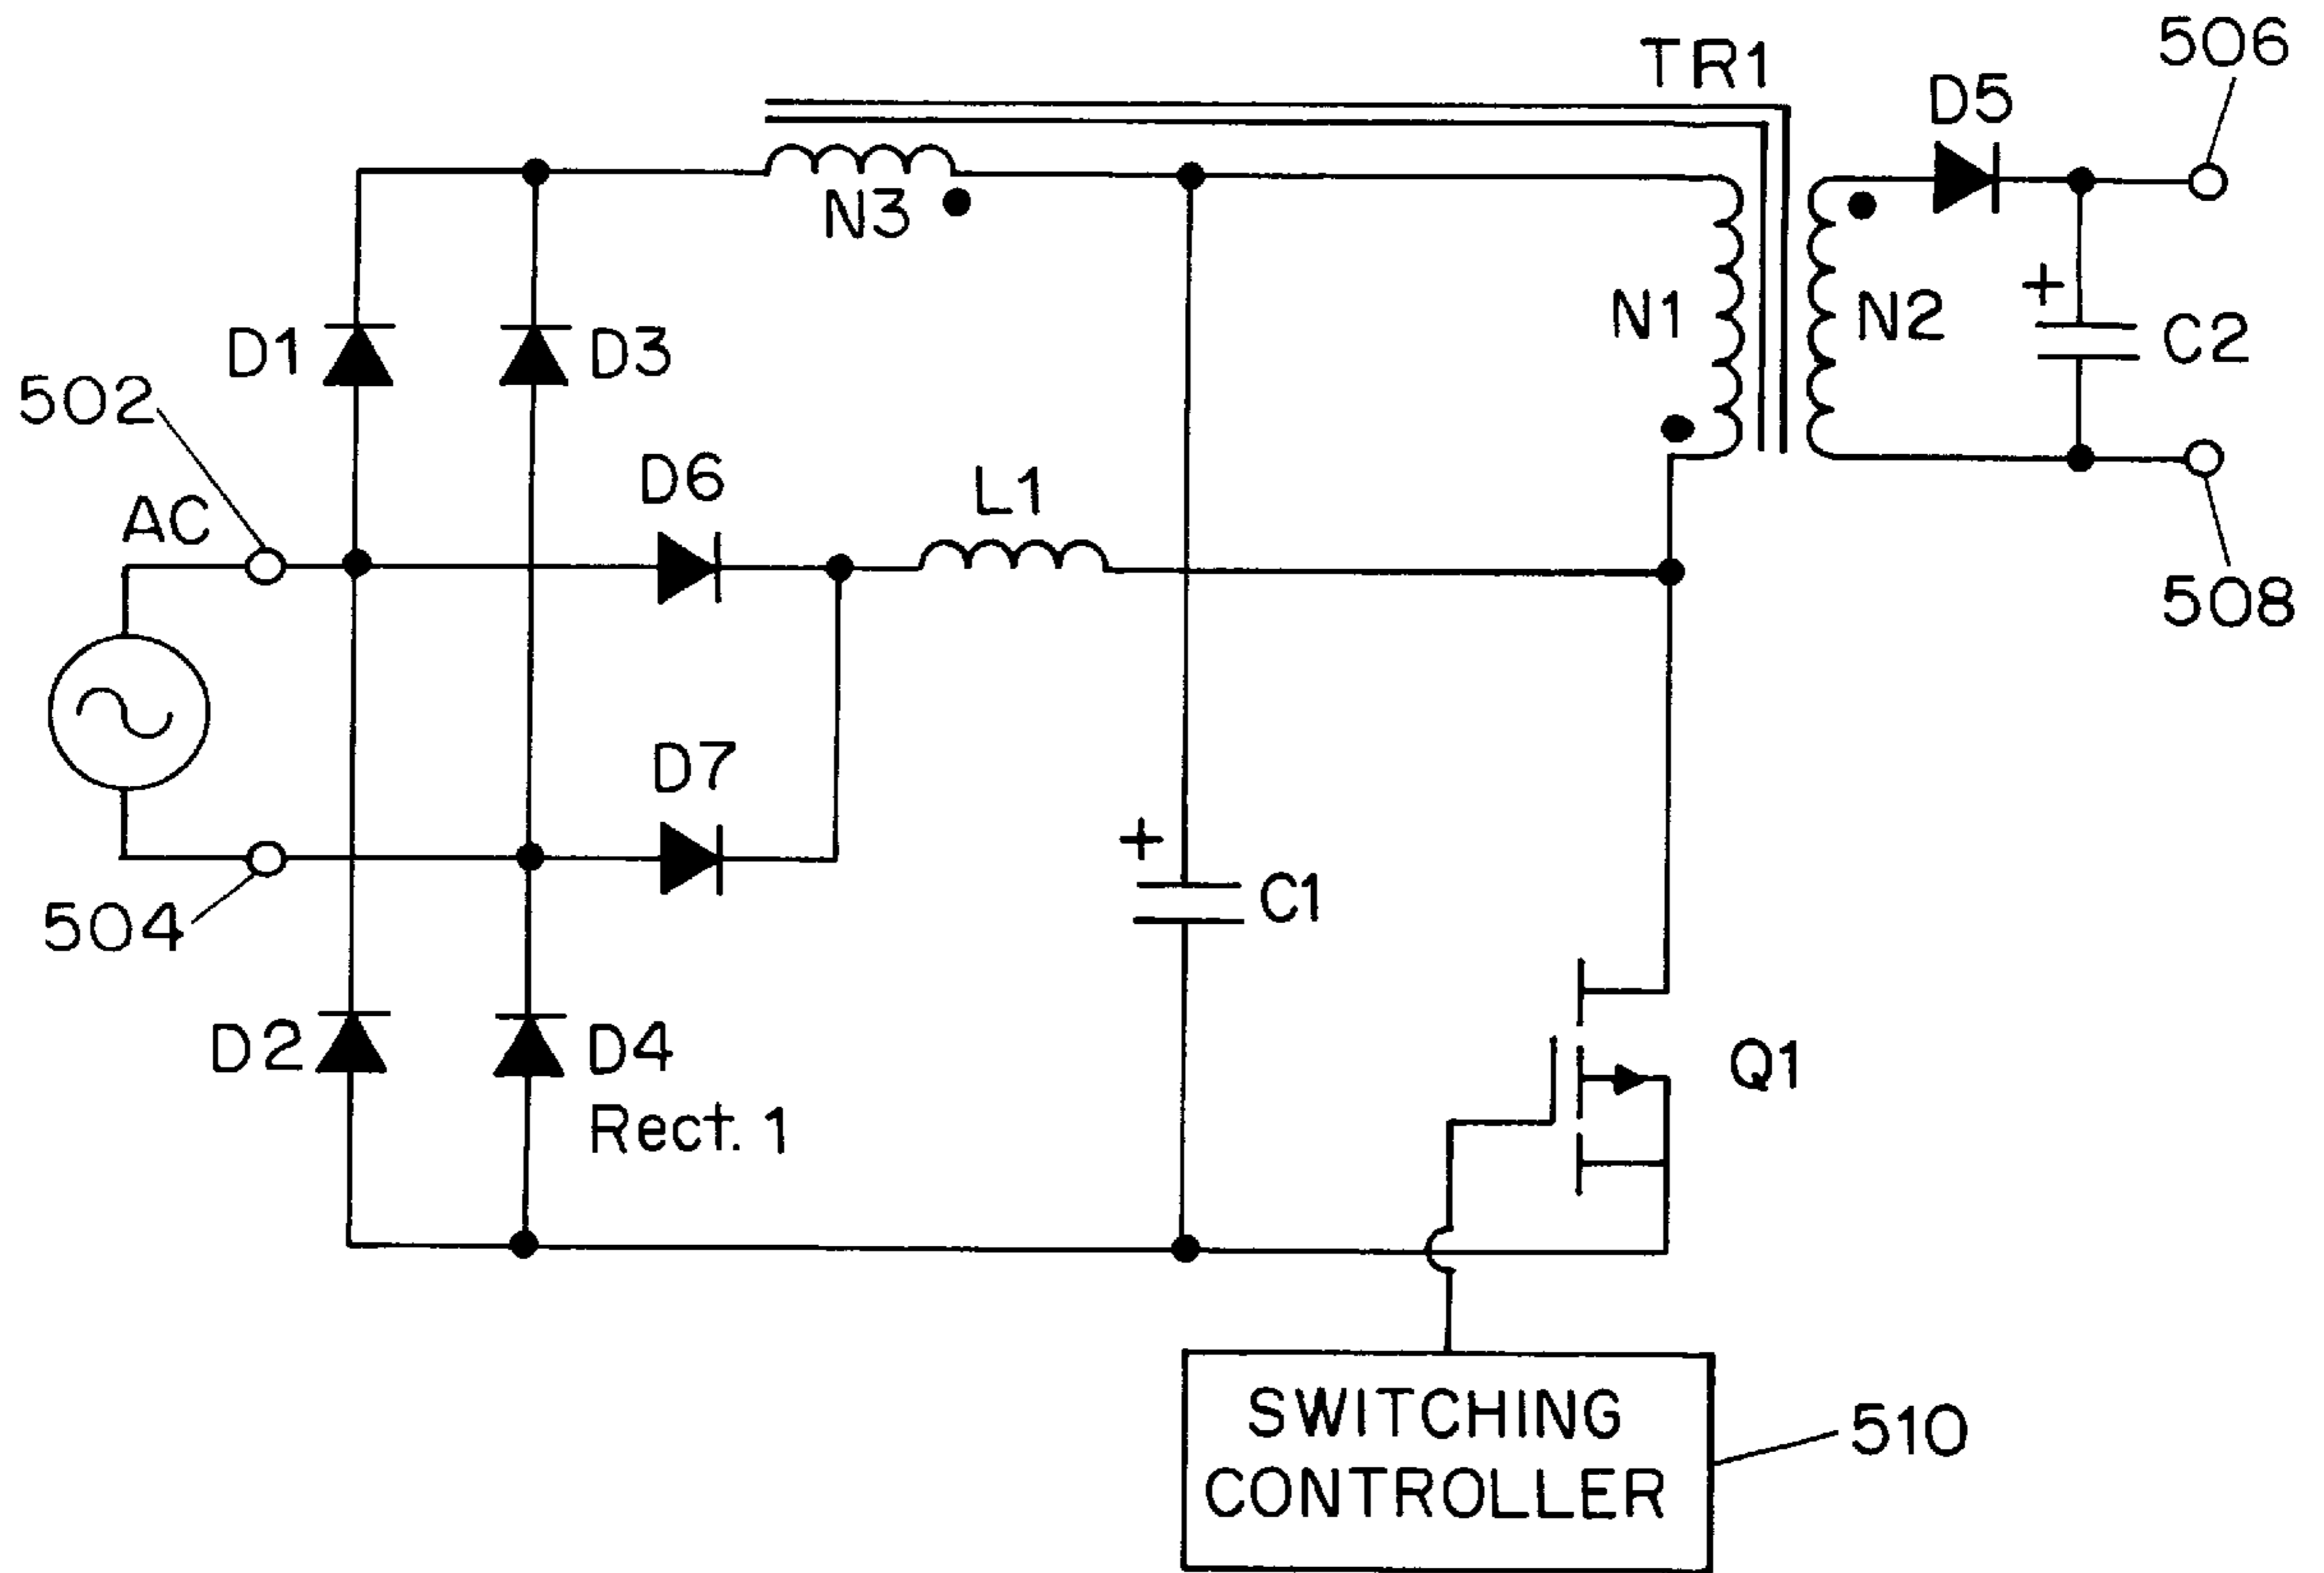 TR1
506
D5
N3
N1
N2
C2
D1
D3
502
AC
D6
L1
508
D7
504
C1
D2
D4
Rect. 1
Q1
SWITCHING
CONTROLLER
510
+
+